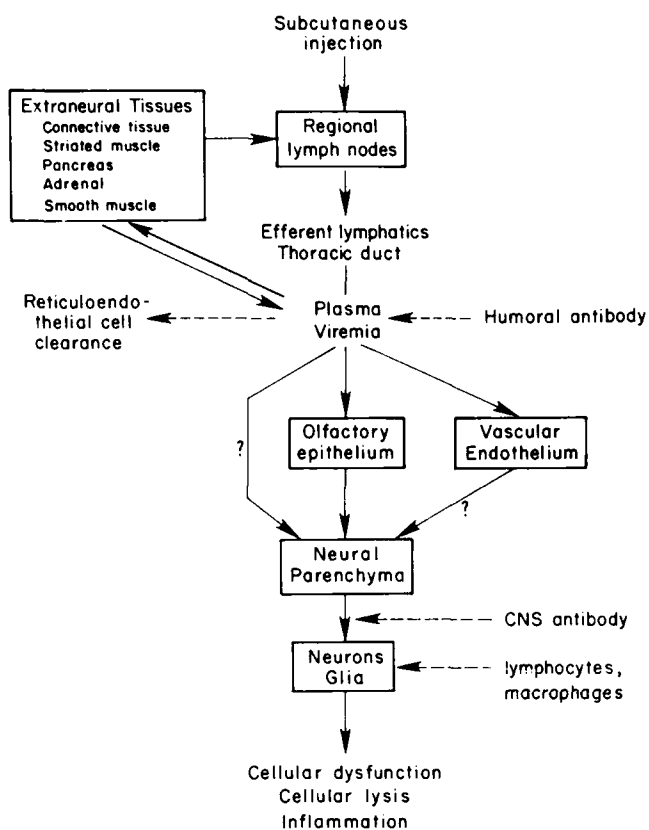 Subcutaneous
injection
Extraneural Tissues
Connective tissue
Striated muscle
Pancreas
Adrenal
Smooth muscle
Regional
lymph nodes
Efferent lymphatics
Thoracic duct
Reticuloendo-
thelial cell
clearance
Plasma
Viremia
Humoral antibody
?
Olfactory
epithelium
Vascular
Endothelium
?
Neural
Parenchyma
CNS antibody
Neurons
Glia
lymphocytes,
macrophages
Cellular dysfunction
Cellular lysis
Inflammation